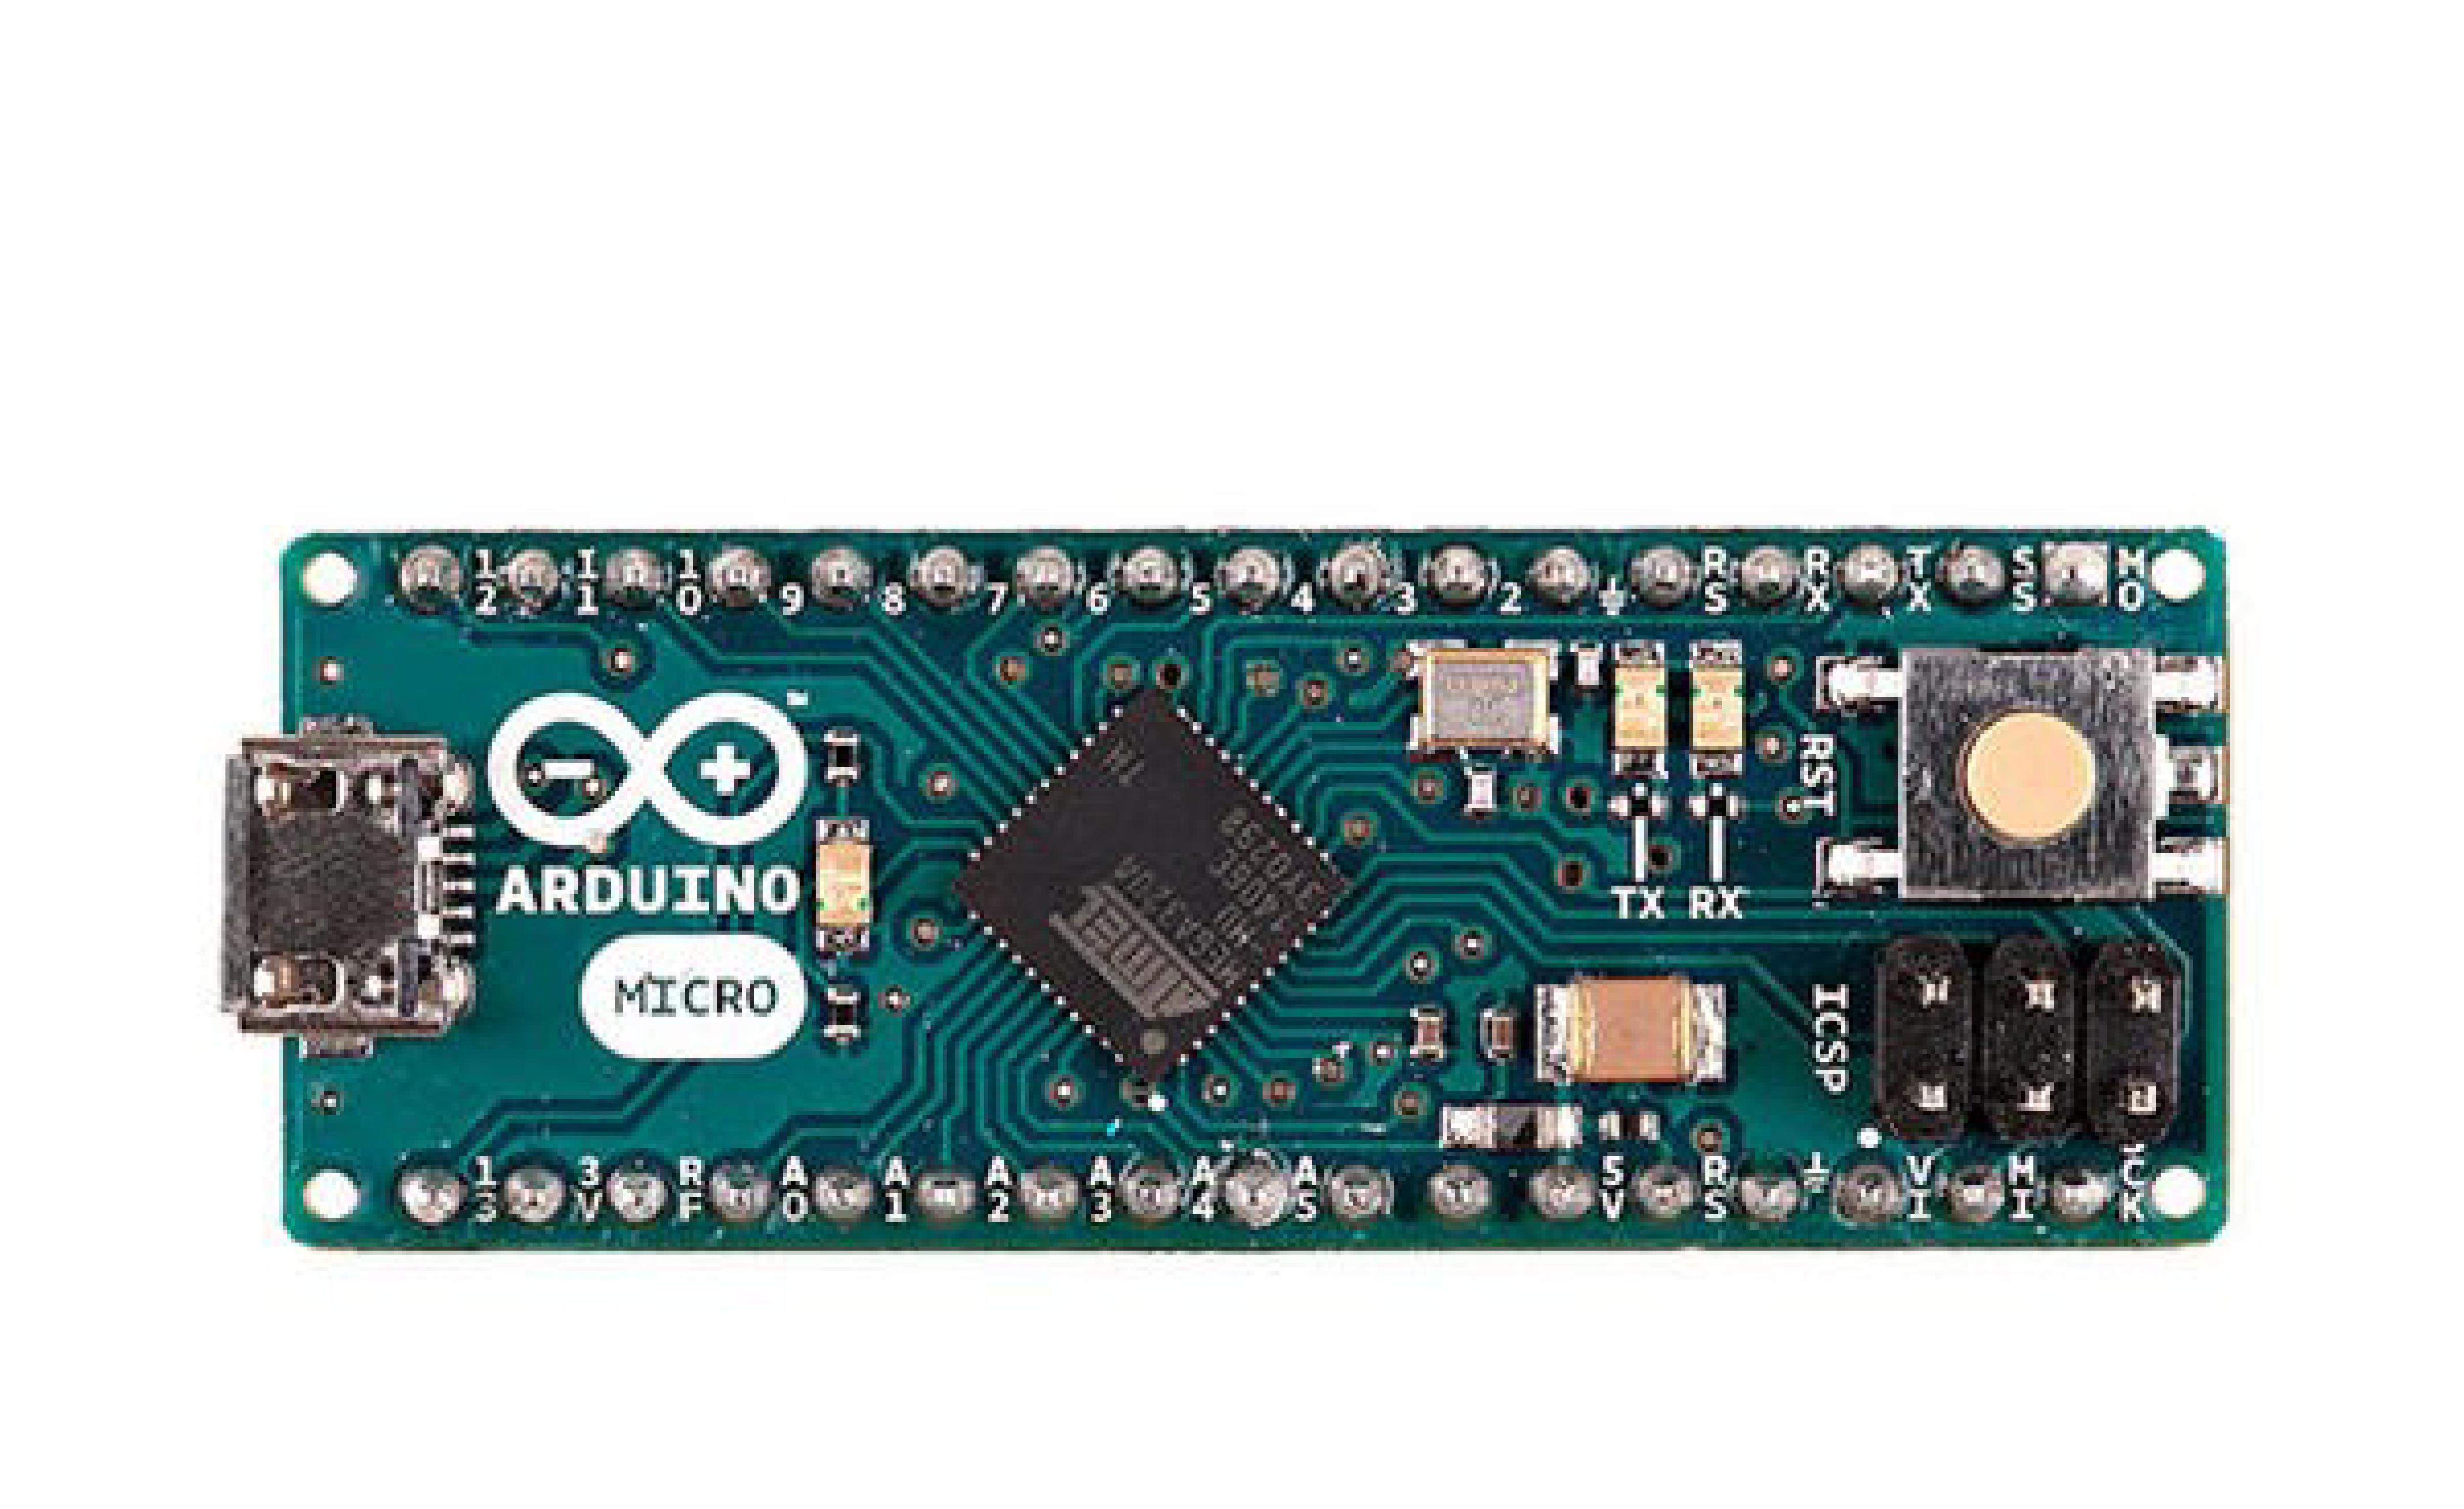 12 11 10 9 8 7 6 5 4 3 2 RS RX TX SS MO
RST
ARDUINO
TX RX
MICRO
ATMEL
ICSP
13 3V RF A0 A1 A2 A3 A4 A5 5V RS VI MI